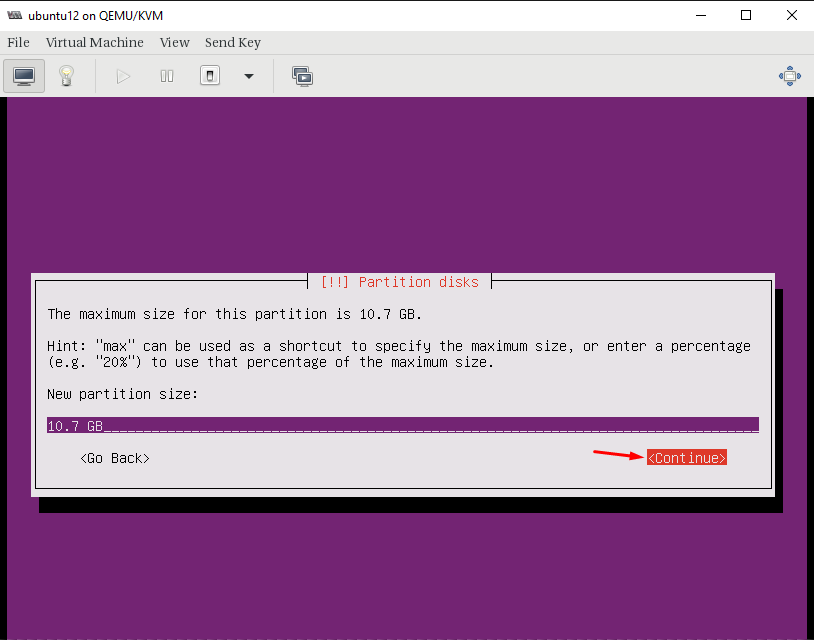 ubuntu12 on QEMU/KVM
File Virtual Machine View Send Key
[!!] Partition disks
The maximum size for this partition is 10.7 GB.
Hint: "max" can be used as a shortcut to specify the maximum size, or enter a percentage
(e.g. "20%") to use that percentage of the maximum size.
New partition size:
10.7 GB
<Go Back> <Continue>